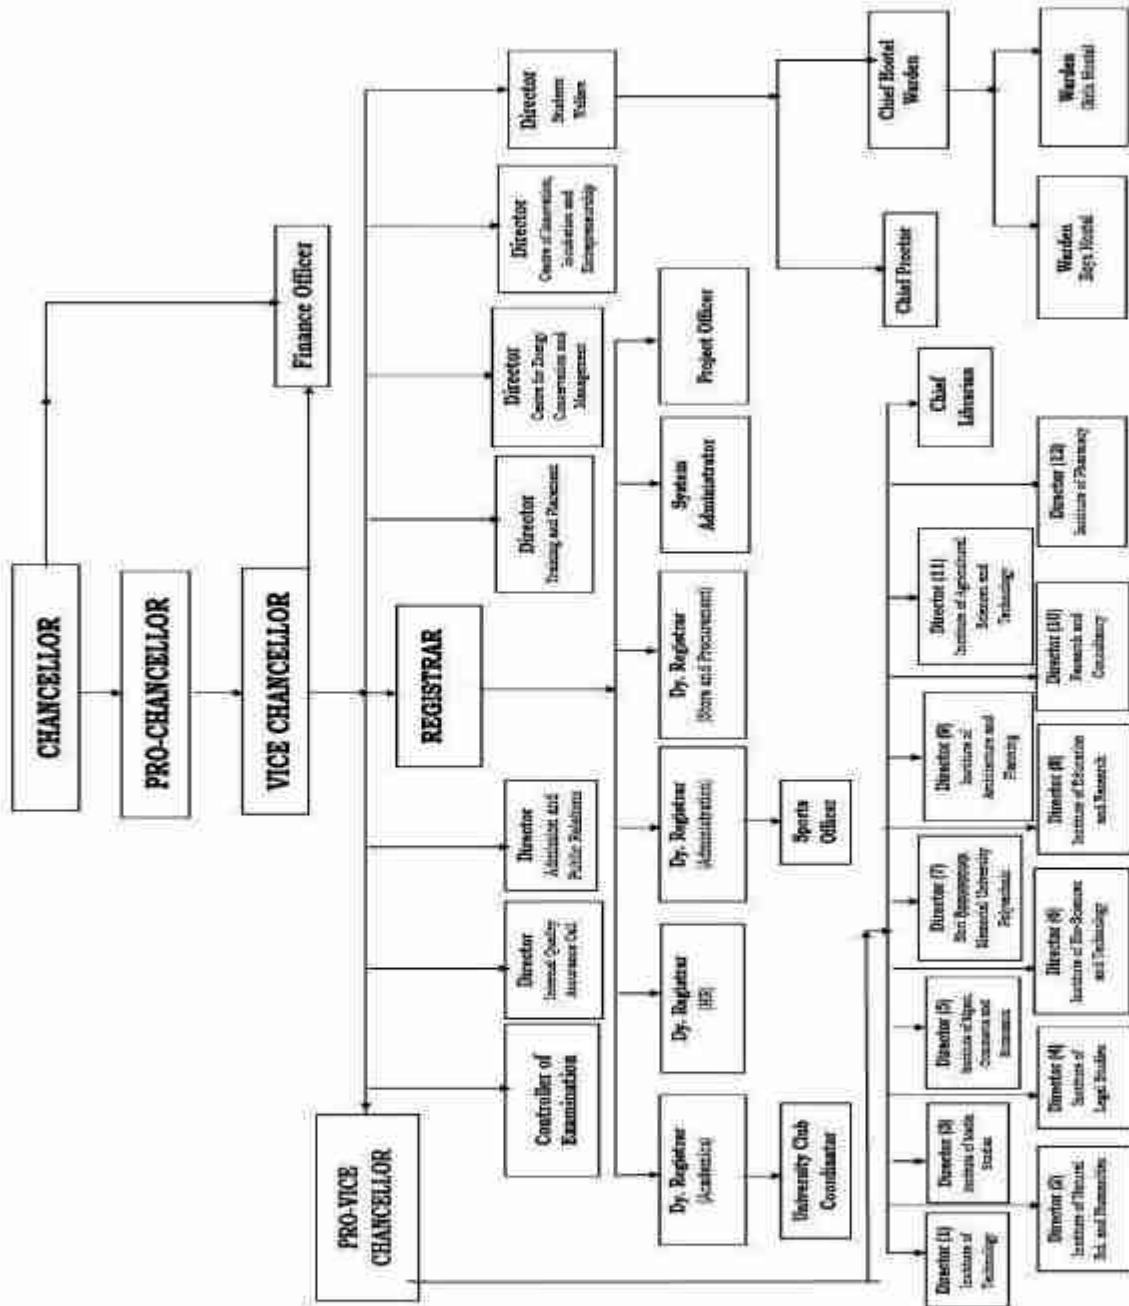 CHANCELLOR
PRO-CHANCELLOR
VICE CHANCELLOR
Finance Officer
PRO-VICE
CHANCELLOR
REGISTRAR
Controller of
Examination
Director
Internal Quality
Assurance Cell
Director
Admission and
Public Relations
Director
Training and Placement
Director
Centre for Energy
Conservation and
Management
Director
Centre of Innovation,
Incubation and
Entrepreneurship
Director
Students
Welfare
Dy. Registrar
(Academics)
Dy. Registrar
(HR)
Dy. Registrar
(Administration)
Dy. Registrar
(Store and Procurement)
System
Administrator
Project Officer
University Club
Coordinator
Sports
Officer
Chief Proctor
Chief Hostel
Warden
Warden
Boys Hostel
Warden
Girls Hostel
Director (1)
Institute of
Technology
Director (3)
Institute of Media
Studies
Director (5)
Institute of
Commerce and
Economics
Director (7)
Shri
Memorial University
Polytechnic
Director (9)
Institute of
Architecture and
Planning
Director (11)
Institute of Agricultural
Sciences and
Technology
Chief
Librarian
Director (2)
Institute of Natural
Sci. and Humanities
Director (4)
Institute of
Legal Studies
Director (6)
Institute of Bio-Sciences
and Technology
Director (8)
Institute of Education
and Research
Director (10)
Research and
Consultancy
Director (12)
Institute of Pharmacy